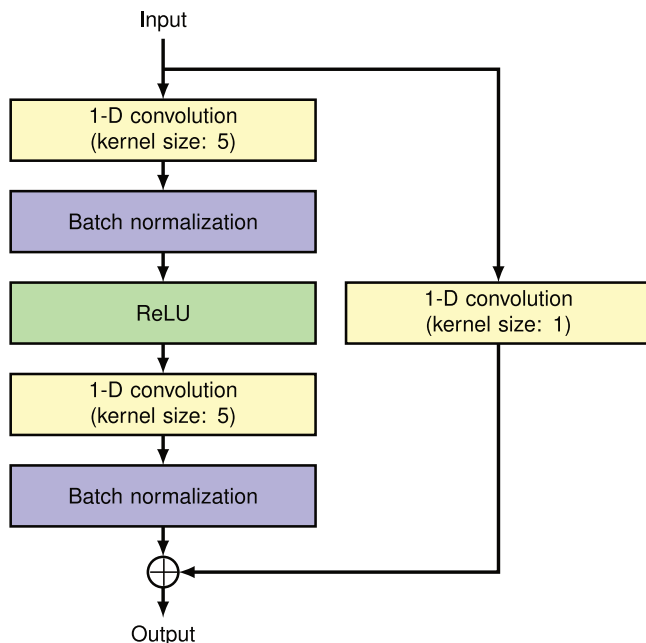 Input
1-D convolution
(kernel size: 5)
Batch normalization
ReLU
1-D convolution
(kernel size: 5)
Batch normalization
Output
1-D convolution
(kernel size: 1)